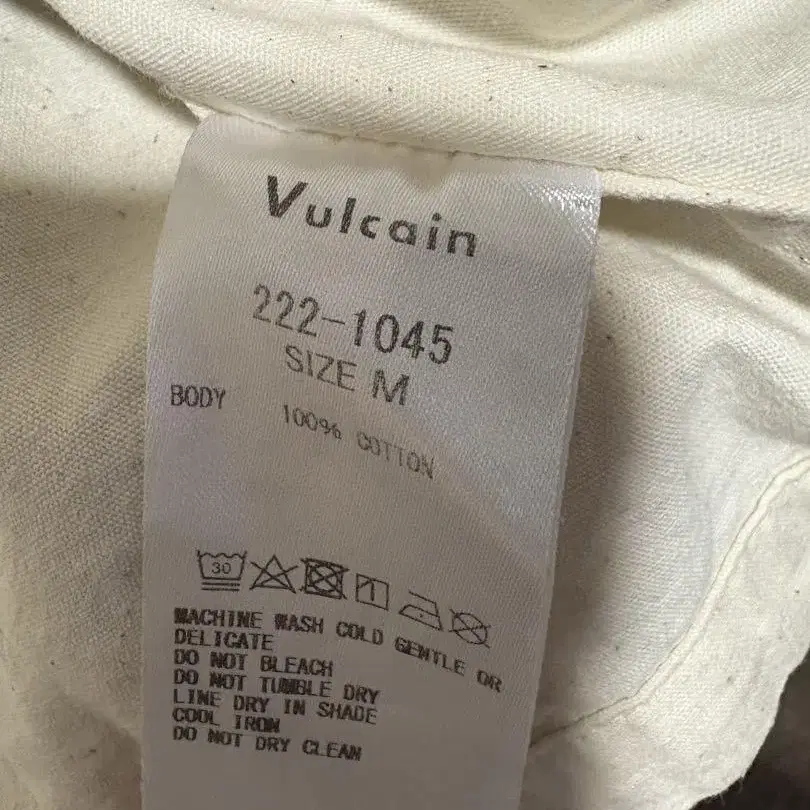 Vulcain
222-1045
SIZE M
BODY 100% COTTON
30
MACHINE WASH COLD GENTLE OR
DELICATE
DO NOT BLEACH
DO NOT TUMBLE DRY
LINE DRY IN SHADE
COOL IRON
DO NOT DRY CLEAN